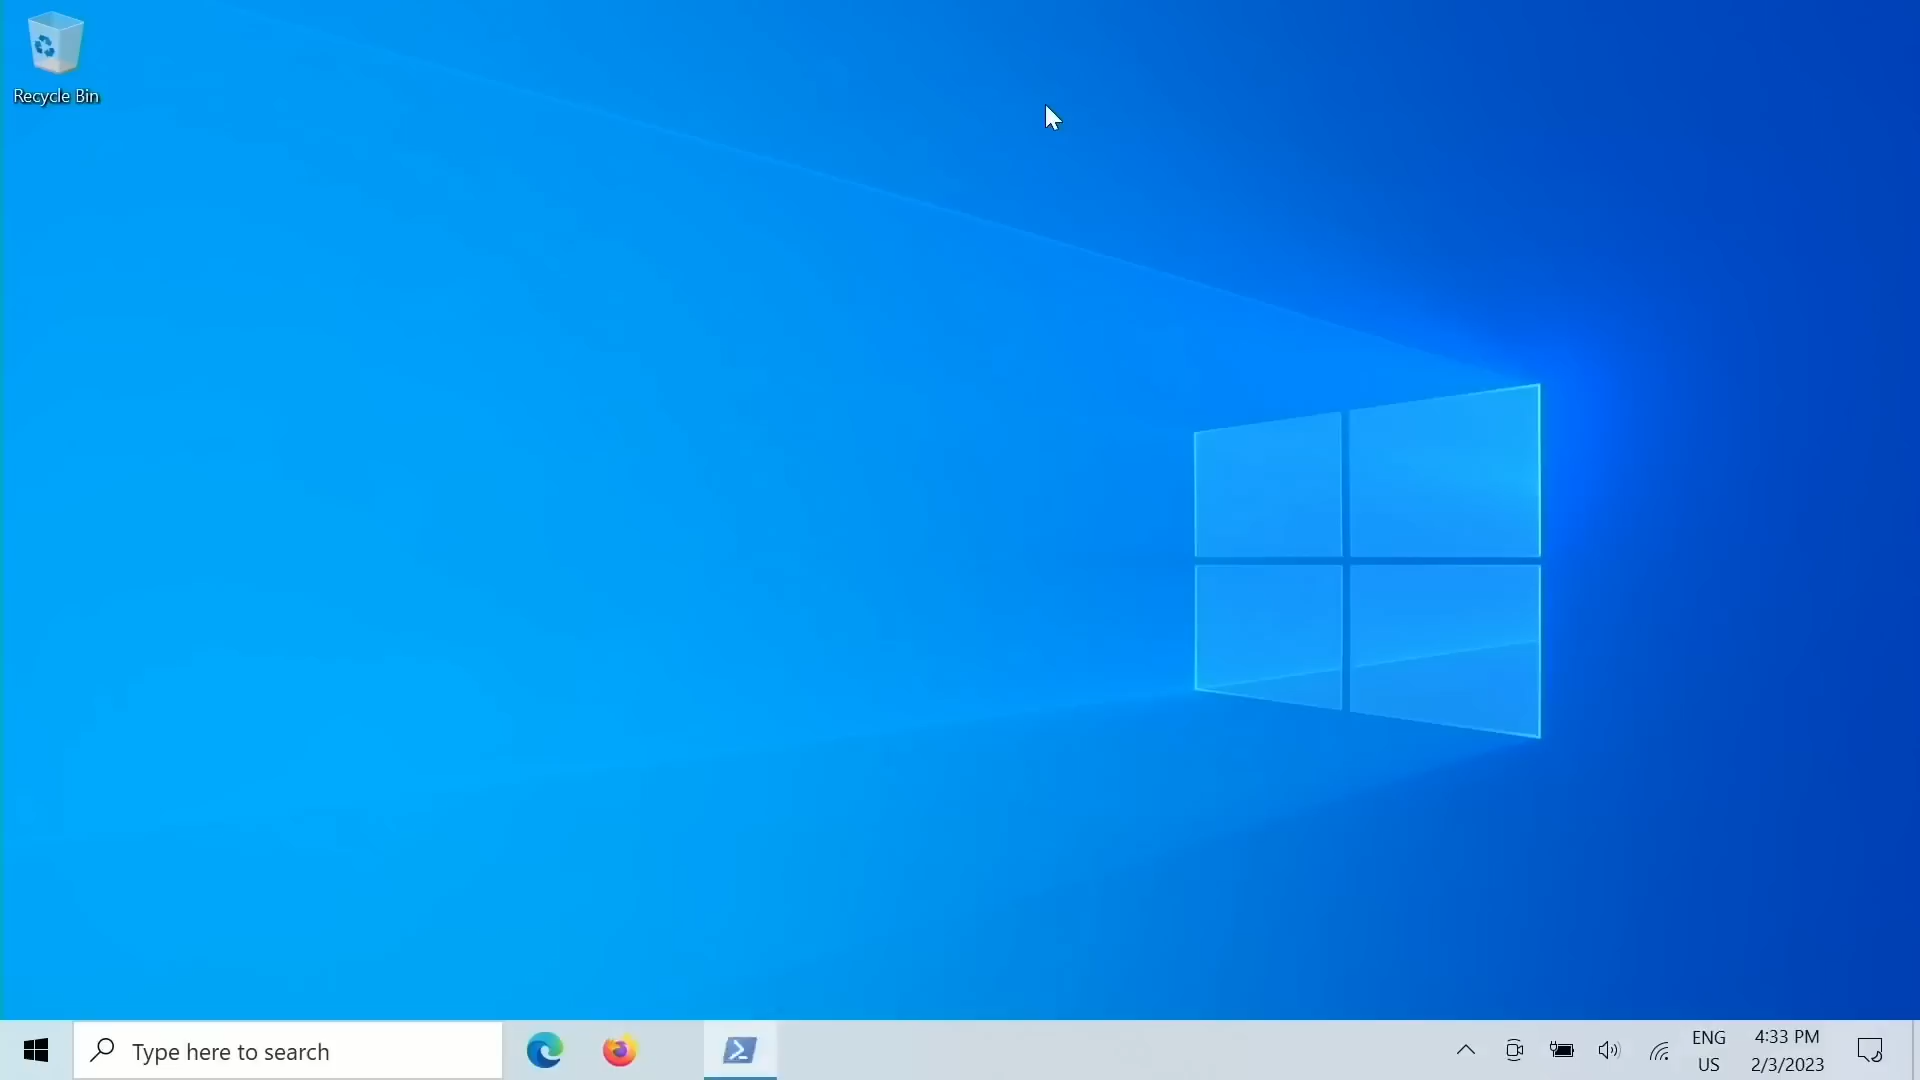 Recycle Bin
Type here to search
ENG
US
4:33 PM
2/3/2023